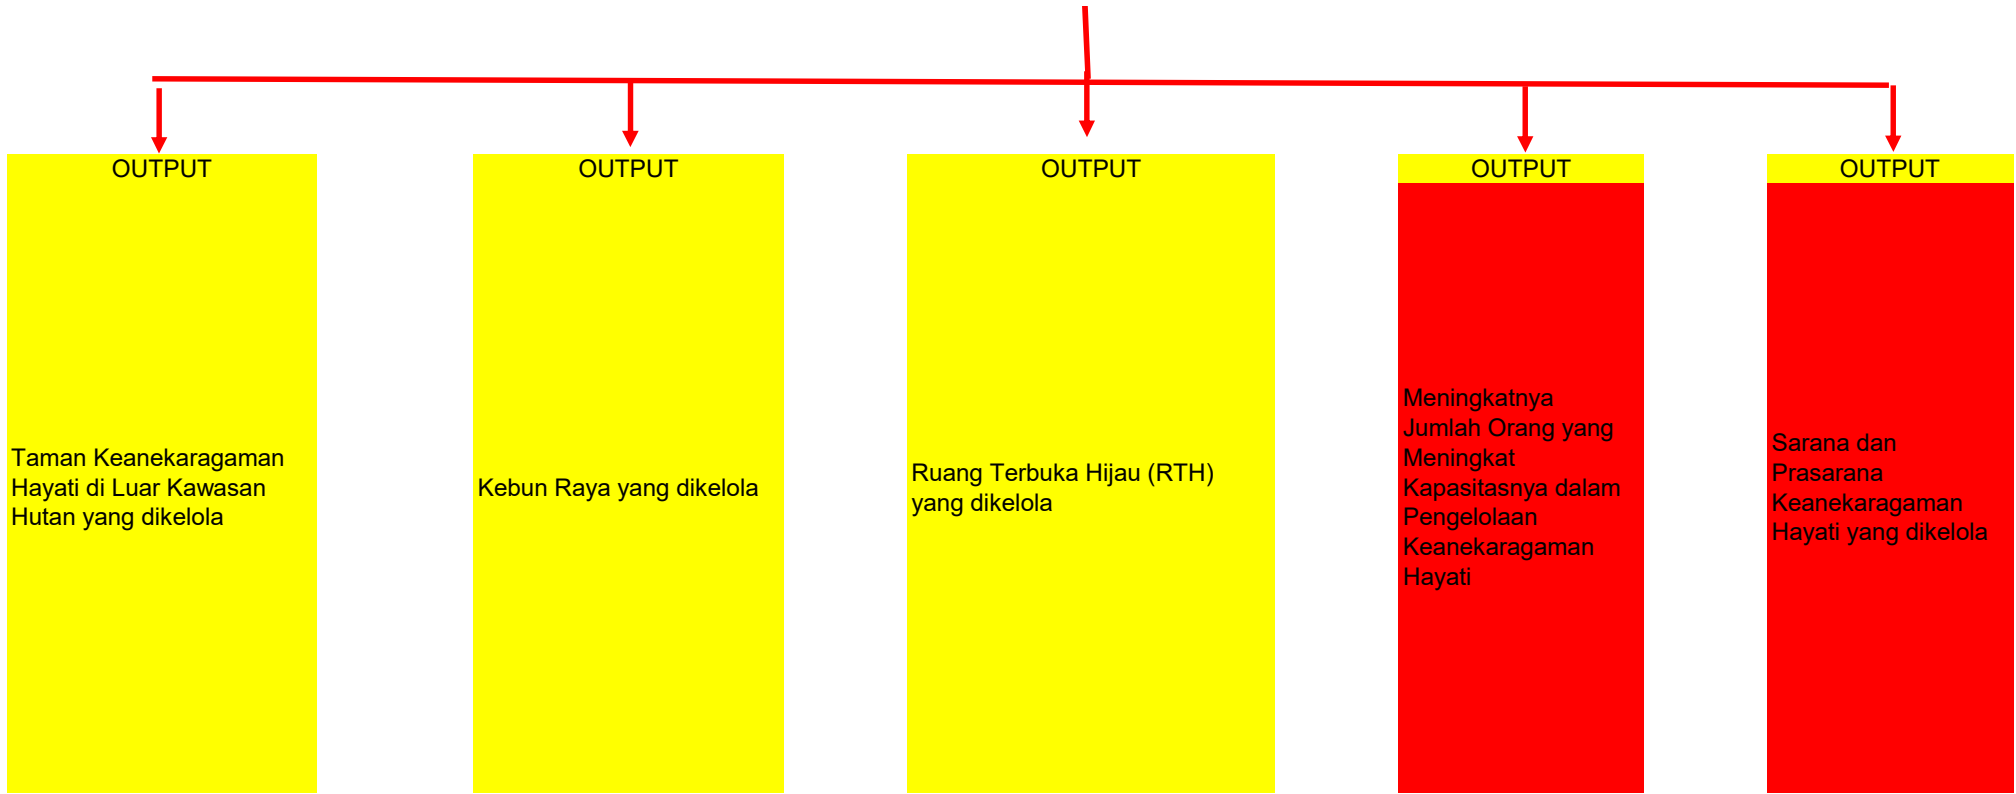 OUTPUT
Taman Keanekaragaman
Hayati di Luar Kawasan
Hutan yang dikelola
OUTPUT
Kebun Raya yang dikelola
OUTPUT
Ruang Terbuka Hijau (RTH)
yang dikelola
OUTPUT
Meningkatnya
Jumlah Orang yang
Meningkat
Kapasitasnya dalam
Pengelolaan
Keanekaragaman
Hayati
OUTPUT
Sarana dan
Prasarana
Keanekaragaman
Hayati yang dikelola